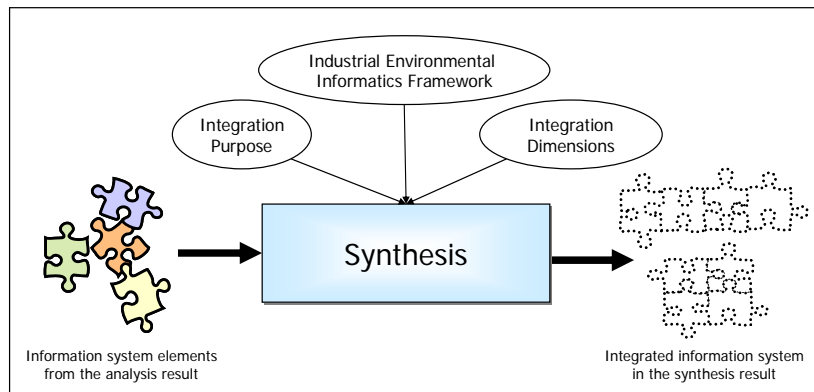 Industrial Environmental
Informatics Framework
Integration
Purpose
Integration
Dimensions
Synthesis
Information system elements
from the analysis result
Integrated information system
in the synthesis result